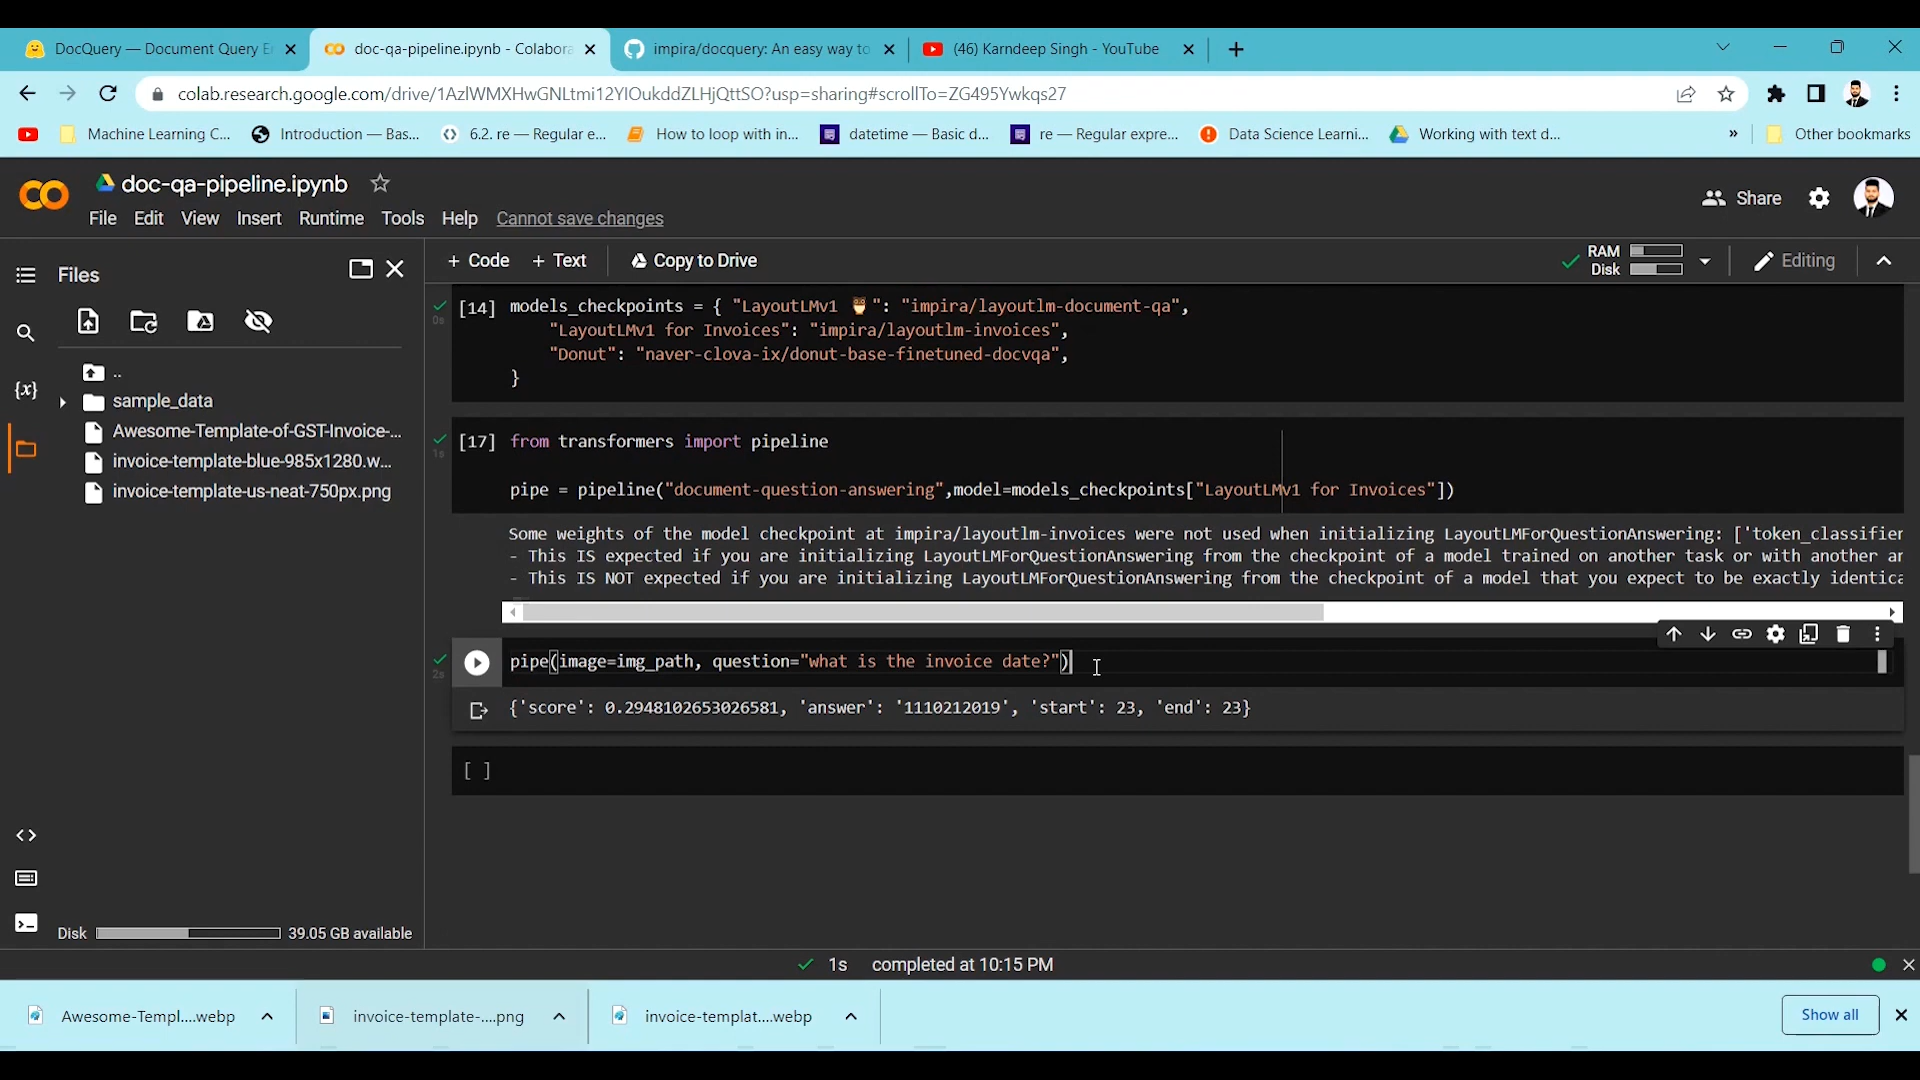 DocQuery — Document Query E
doc-qa-pipeline.ipynb - Colabora
impira/docquery: An easy way to
(46) Karndeep Singh - YouTube
colab.research.google.com/drive/1AzlWMXHwGNLtmi12YIOukddZLHjQttSO?usp=sharing#scrollTo=ZG495Ywkqs27
Machine Learning C...
Introduction — Bas...
6.2. re — Regular e...
How to loop with in...
datetime — Basic d...
re — Regular expre...
Data Science Learni...
Working with text d...
»
Other bookmarks
doc-qa-pipeline.ipynb
Share
File Edit View Insert Runtime Tools Help Cannot save changes
Files
+ Code + Text Copy to Drive
RAM
Disk
Editing
{x}
..
sample_data
Awesome-Template-of-GST-Invoice-...
invoice-template-blue-985x1280.w...
invoice-template-us-neat-750px.png
Disk 39.05 GB available
[14] models_checkpoints = { "LayoutLMv1 🦉": "impira/layoutlm-document-qa",
0s
"LayoutLMv1 for Invoices": "impira/layoutlm-invoices",
"Donut": "naver-clova-ix/donut-base-finetuned-docvqa",
}
[17] from transformers import pipeline
1s
pipe = pipeline("document-question-answering",model=models_checkpoints["LayoutLMv1 for Invoices"])
Some weights of the model checkpoint at impira/layoutlm-invoices were not used when initializing LayoutLMForQuestionAnswering: ['token_classifier
- This IS expected if you are initializing LayoutLMForQuestionAnswering from the checkpoint of a model trained on another task or with another ar
- This IS NOT expected if you are initializing LayoutLMForQuestionAnswering from the checkpoint of a model that you expect to be exactly identica
pipe(image=img_path, question="what is the invoice date?")
2s
{'score': 0.2948102653026581, 'answer': '1110212019', 'start': 23, 'end': 23}
[ ]
1s completed at 10:15 PM
Awesome-Templ....webp
invoice-template-....png
invoice-templat....webp
Show all